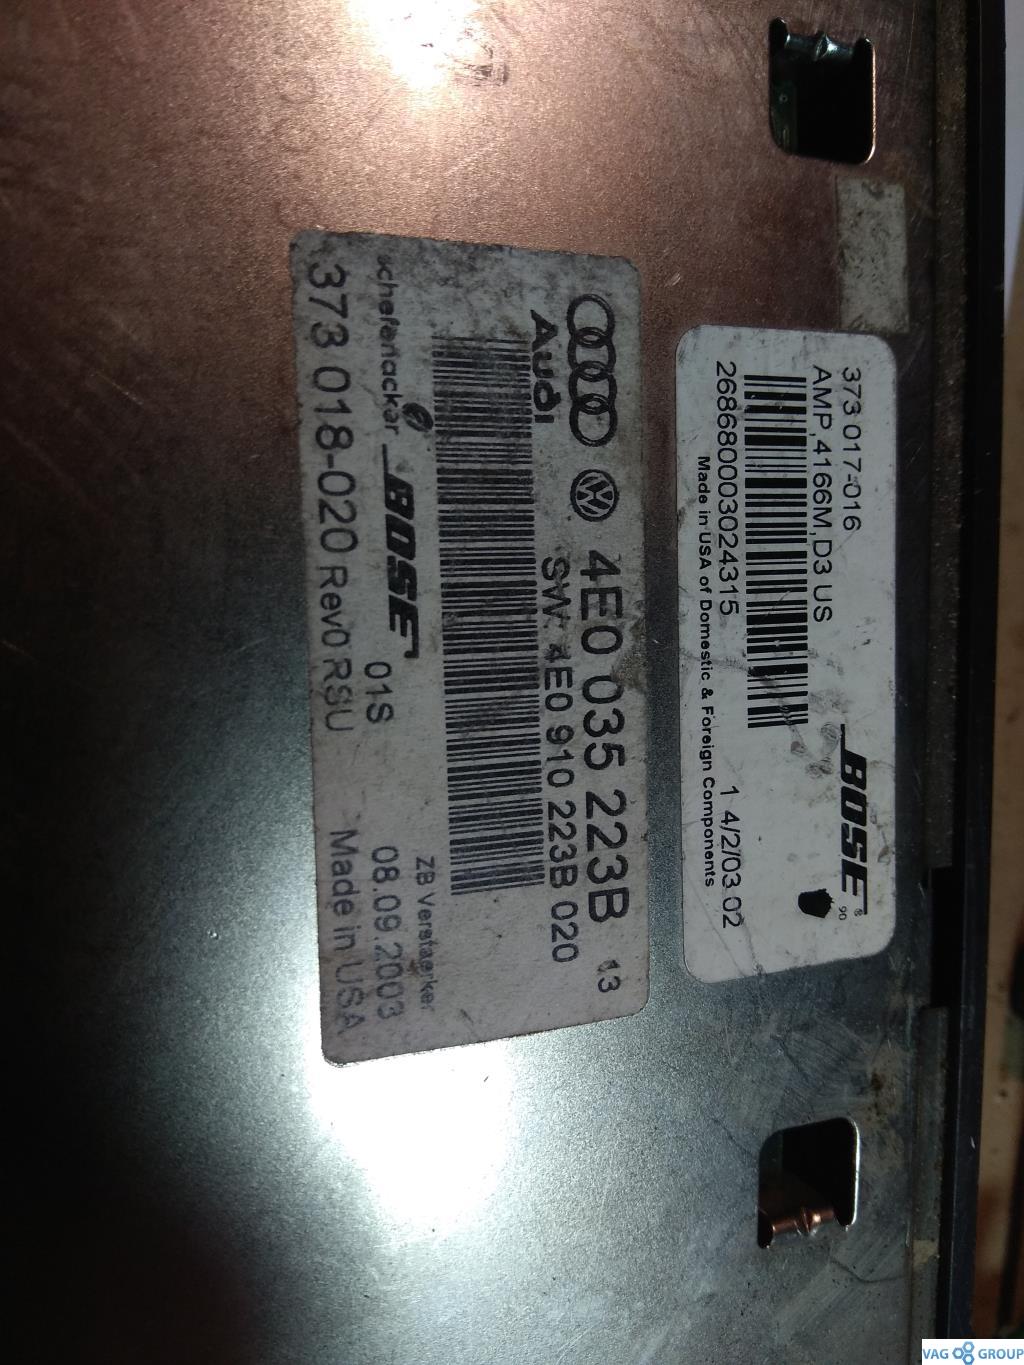 373 017-016
BOSE®
90
AMP,4166M,D3 US
268680003024315
1 4/2/03 02
Made in USA of Domestic & Foreign Components
Audi
4E0 035 223B
13
SW: 4E0 910 223B 020
ZB Verstaerker
schefenacker
BOSE
01S
08.09.2003
373 018-020 Rev0 RSU
Made in USA
VAG GROUP